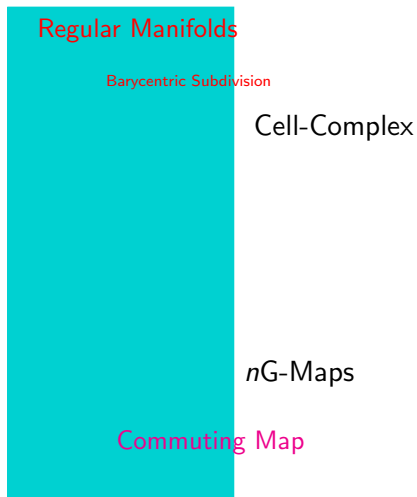 Regular Manifolds
Barycentric Subdivision
Cell-Complex
nG-Maps
Commuting Map